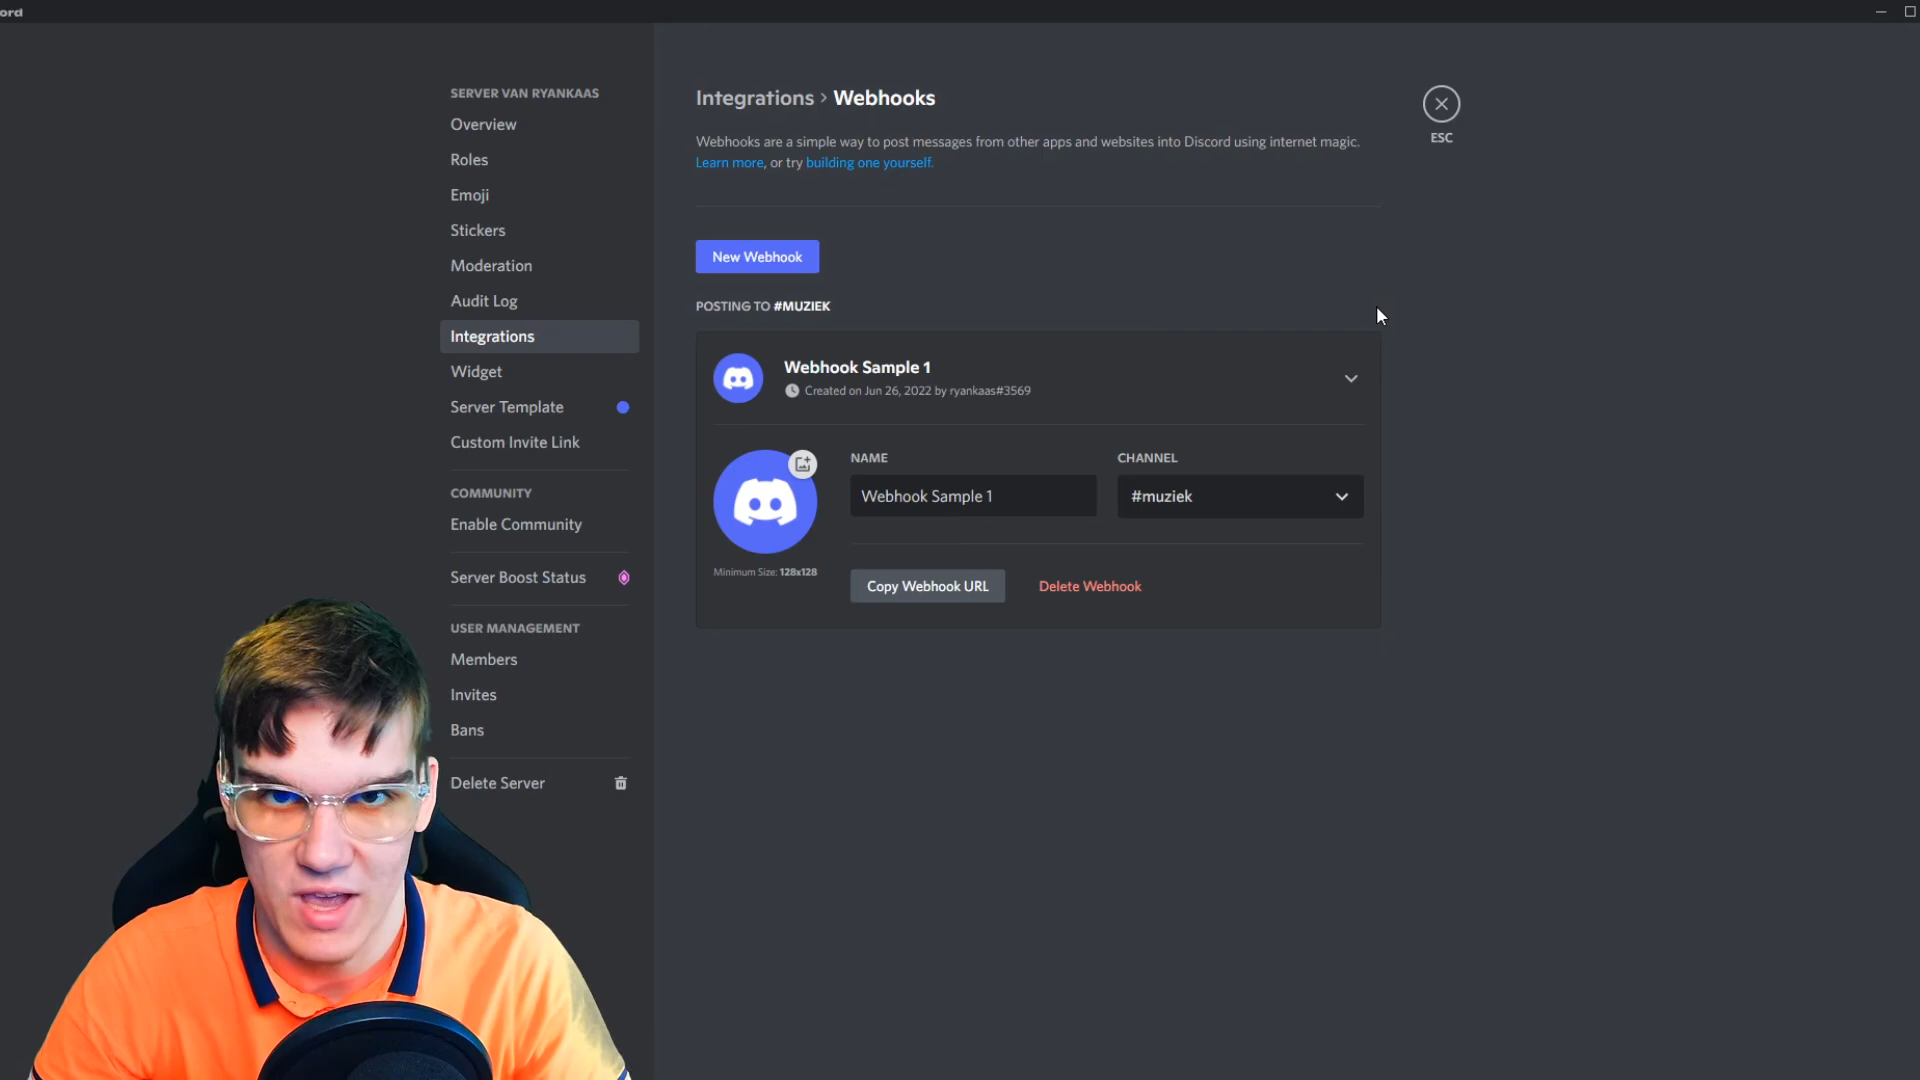 ord
SERVER VAN RYANKAAS
Overview
Roles
Emoji
Stickers
Moderation
Audit Log
Integrations
Widget
Server Template
Custom Invite Link
COMMUNITY
Enable Community
Server Boost Status
USER MANAGEMENT
Members
Invites
Bans
Delete Server
Integrations > Webhooks
Webhooks are a simple way to post messages from other apps and websites into Discord using internet magic.
Learn more, or try building one yourself.
ESC
New Webhook
POSTING TO #MUZIEK
Webhook Sample 1
Created on Jun 26, 2022 by ryankaas#3569
NAME
Webhook Sample 1
CHANNEL
#muziek
Minimum Size: 128x128
Copy Webhook URL
Delete Webhook